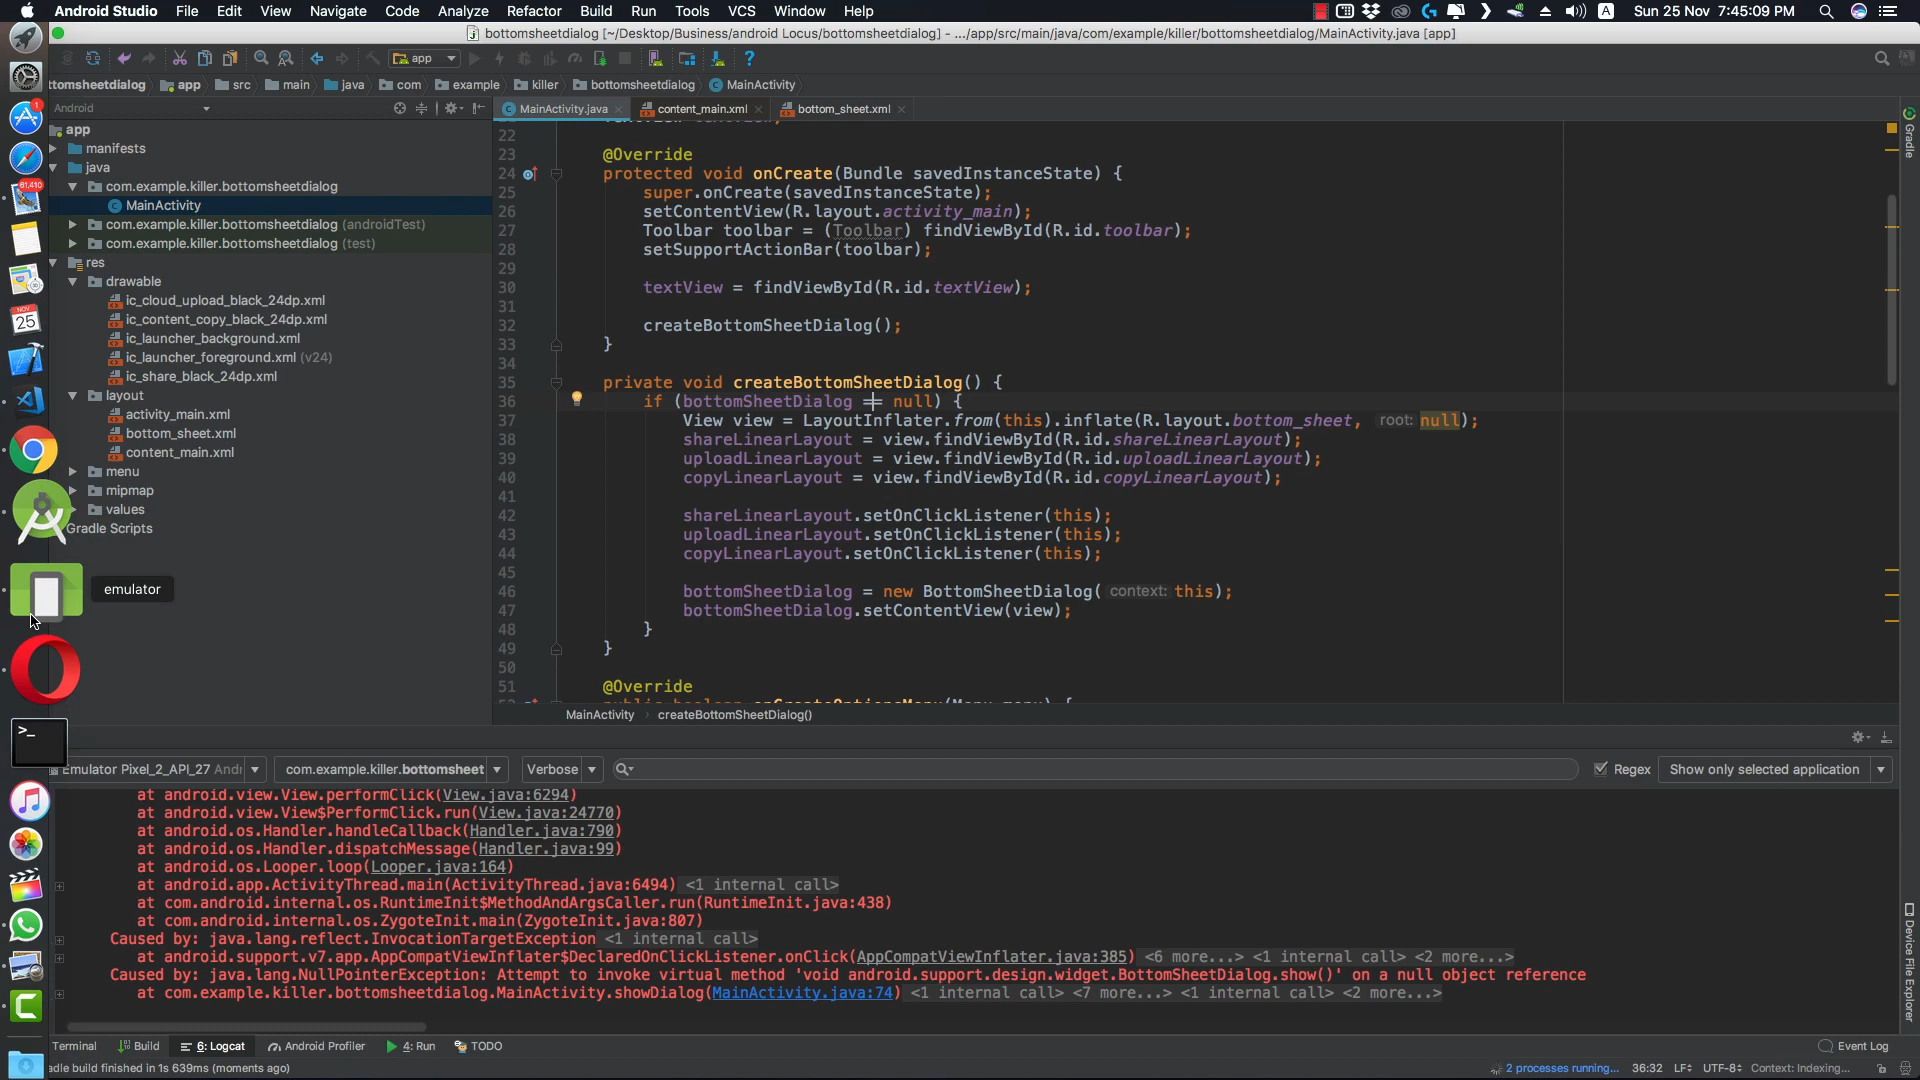 Android Studio File Edit View Navigate Code Analyze Refactor Build Run Tools VCS Window Help
A Sun 25 Nov 7:45:09 PM
bottomsheetdialog [~/Desktop/Business/android Locus/bottomsheetdialog] - .../app/src/main/java/com/example/killer/bottomsheetdialog/MainActivity.java [app]
app
ttomsheetdialog app src main java com example killer bottomsheetdialog MainActivity
Android
MainActivity.java content_main.xml bottom_sheet.xml
Gradle
app
manifests
java
com.example.killer.bottomsheetdialog
MainActivity
com.example.killer.bottomsheetdialog (androidTest)
com.example.killer.bottomsheetdialog (test)
res
drawable
ic_cloud_upload_black_24dp.xml
ic_content_copy_black_24dp.xml
ic_launcher_background.xml
ic_launcher_foreground.xml (v24)
ic_share_black_24dp.xml
layout
activity_main.xml
bottom_sheet.xml
content_main.xml
menu
mipmap
values
Gradle Scripts
1
61,410
NOV
25
emulator
>_
22
23 @Override
24 protected void onCreate(Bundle savedInstanceState) {
25 super.onCreate(savedInstanceState);
26 setContentView(R.layout.activity_main);
27 Toolbar toolbar = (Toolbar) findViewById(R.id.toolbar);
28 setSupportActionBar(toolbar);
29
30 textView = findViewById(R.id.textView);
31
32 createBottomSheetDialog();
33 }
34
35 private void createBottomSheetDialog() {
36 if (bottomSheetDialog == null) {
37 View view = LayoutInflater.from(this).inflate(R.layout.bottom_sheet, root: null);
38 shareLinearLayout = view.findViewById(R.id.shareLinearLayout);
39 uploadLinearLayout = view.findViewById(R.id.uploadLinearLayout);
40 copyLinearLayout = view.findViewById(R.id.copyLinearLayout);
41
42 shareLinearLayout.setOnClickListener(this);
43 uploadLinearLayout.setOnClickListener(this);
44 copyLinearLayout.setOnClickListener(this);
45
46 bottomSheetDialog = new BottomSheetDialog( context: this);
47 bottomSheetDialog.setContentView(view);
48 }
49 }
50
51 @Override
MainActivity createBottomSheetDialog()
Emulator Pixel_2_API_27 Andr com.example.killer.bottomsheet Verbose Regex Show only selected application
at android.view.View.performClick(View.java:6294)
at android.view.View$PerformClick.run(View.java:24770)
at android.os.Handler.handleCallback(Handler.java:790)
at android.os.Handler.dispatchMessage(Handler.java:99)
at android.os.Looper.loop(Looper.java:164)
at android.app.ActivityThread.main(ActivityThread.java:6494) <1 internal call>
at com.android.internal.os.RuntimeInit$MethodAndArgsCaller.run(RuntimeInit.java:438)
at com.android.internal.os.ZygoteInit.main(ZygoteInit.java:807)
Caused by: java.lang.reflect.InvocationTargetException <1 internal call>
at android.support.v7.app.AppCompatViewInflater$DeclaredOnClickListener.onClick(AppCompatViewInflater.java:385) <6 more...> <1 internal call> <2 more...>
Caused by: java.lang.NullPointerException: Attempt to invoke virtual method 'void android.support.design.widget.BottomSheetDialog.show()' on a null object reference
at com.example.killer.bottomsheetdialog.MainActivity.showDialog(MainActivity.java:74) <1 internal call> <7 more...> <1 internal call> <2 more...>
Device File Explorer
Terminal Build 6: Logcat Android Profiler 4: Run TODO Event Log
dle build finished in 1s 639ms (moments ago) 2 processes running... 36:32 LF UTF-8 Context: Indexing...